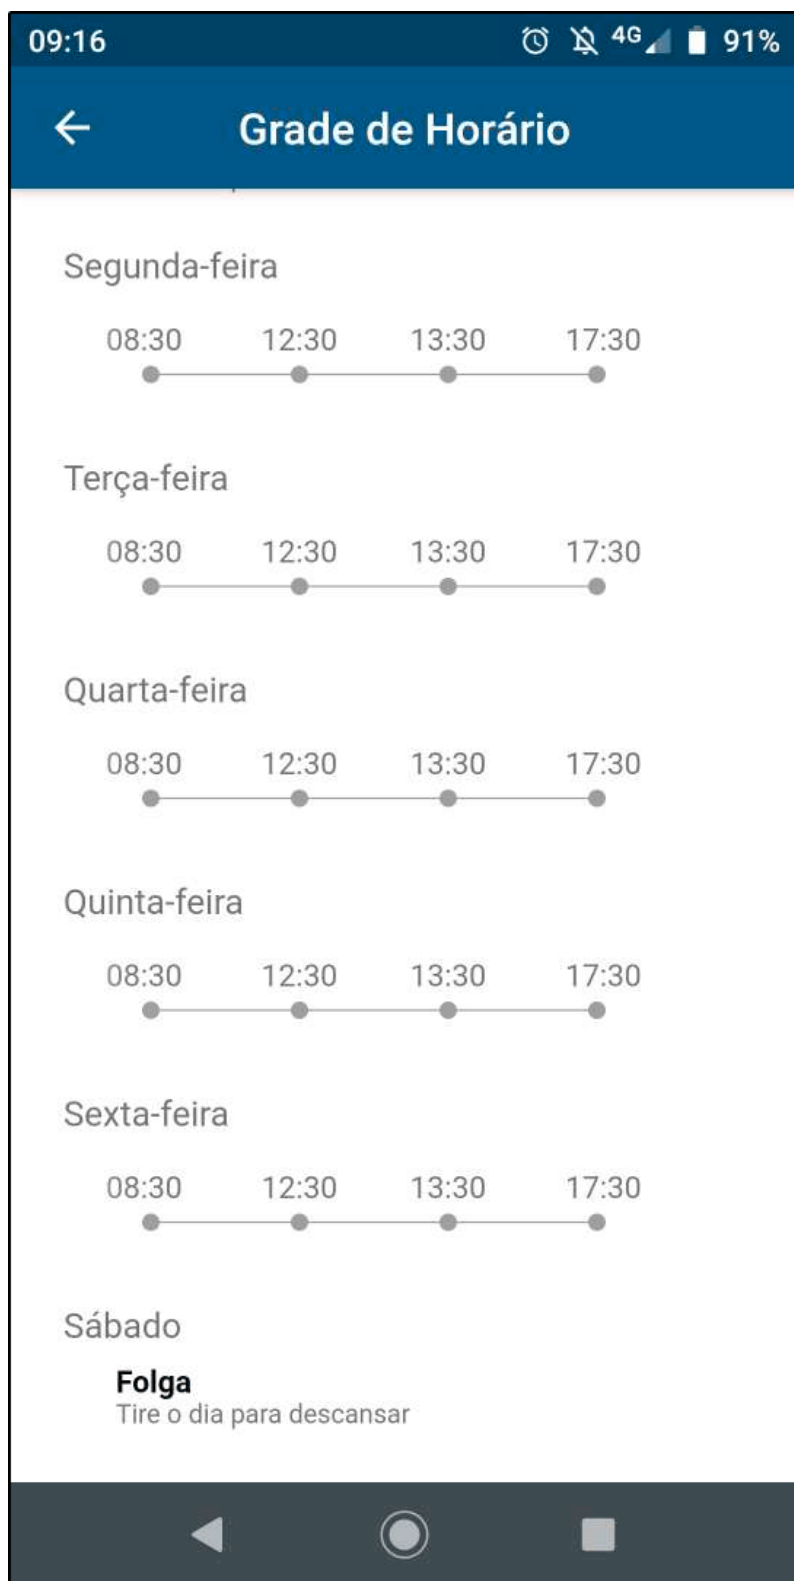 09:16 4G 91%
Grade de Horário
Segunda-feira
08:30 12:30 13:30 17:30
Terça-feira
08:30 12:30 13:30 17:30
Quarta-feira
08:30 12:30 13:30 17:30
Quinta-feira
08:30 12:30 13:30 17:30
Sexta-feira
08:30 12:30 13:30 17:30
Sábado
Folga
Tire o dia para descansar